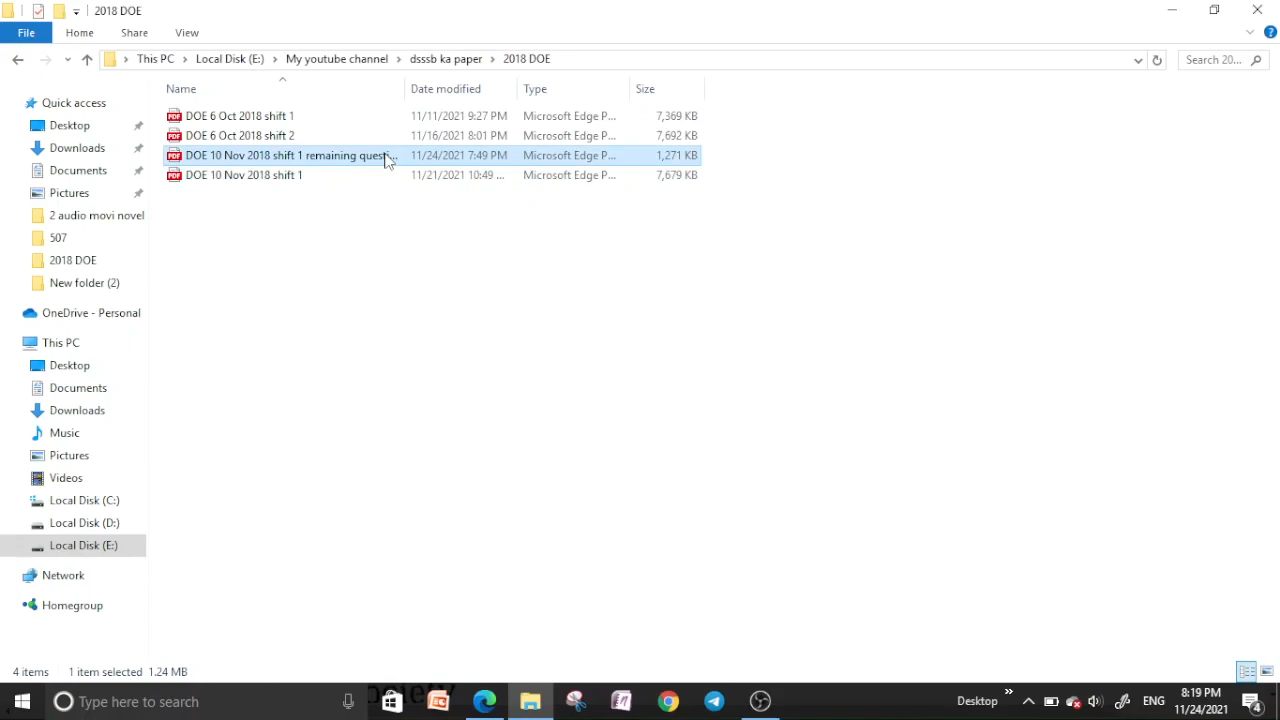 2018 DOE
File Home Share View
This PC Local Disk (E:) My youtube channel dsssb ka paper 2018 DOE
Search 20...
Name Date modified Type Size
Quick access
Desktop
Downloads
Documents
Pictures
2 audio movi novel
507
2018 DOE
New folder (2)
OneDrive - Personal
This PC
Desktop
Documents
Downloads
Music
Pictures
Videos
Local Disk (C:)
Local Disk (D:)
Local Disk (E:)
Network
Homegroup
DOE 6 Oct 2018 shift 1 11/11/2021 9:27 PM Microsoft Edge P... 7,369 KB
DOE 6 Oct 2018 shift 2 11/16/2021 8:01 PM Microsoft Edge P... 7,692 KB
DOE 10 Nov 2018 shift 1 remaining questi... 11/24/2021 7:49 PM Microsoft Edge P... 1,271 KB
DOE 10 Nov 2018 shift 1 11/21/2021 10:49 ... Microsoft Edge P... 7,679 KB
4 items 1 item selected 1.24 MB
Type here to search
Desktop
ENG
8:19 PM
11/24/2021
4